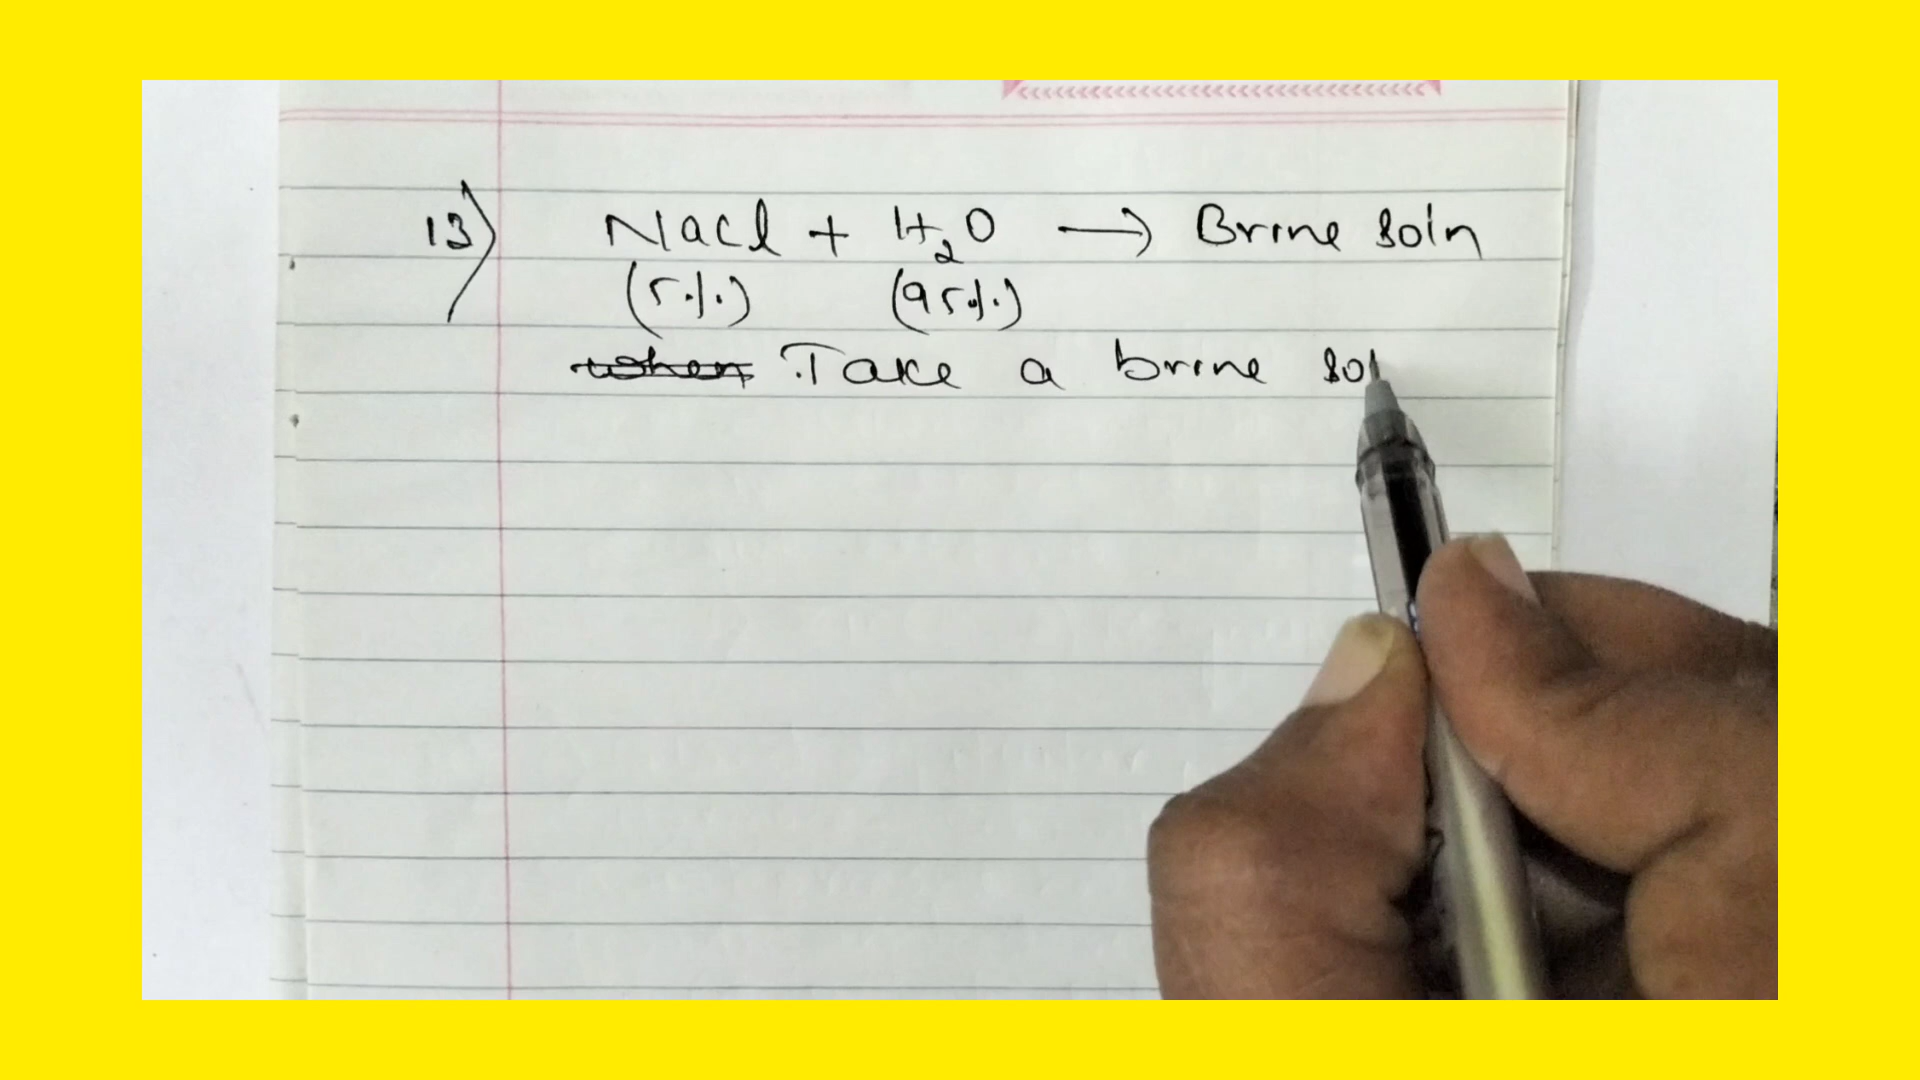 13) NaCl + H2O → Brine soln
(5%) (95%)
when Take a brine sol